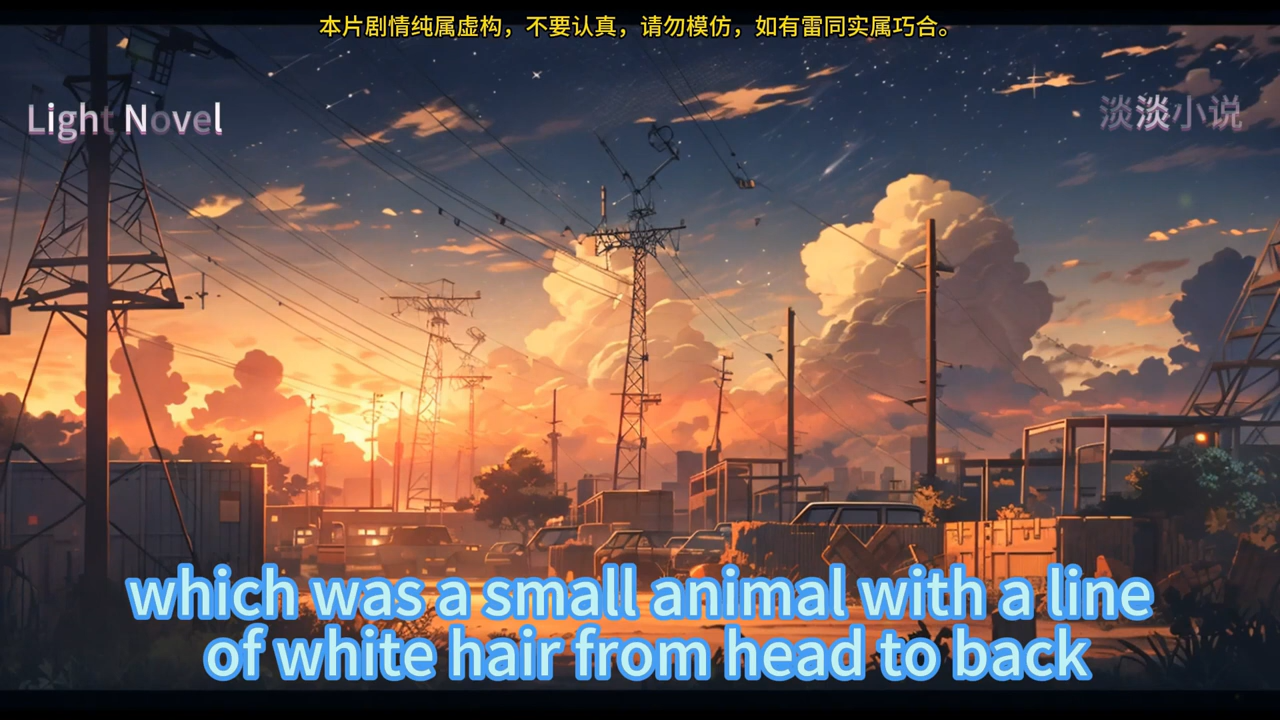 本片剧情纯属虚构，不要认真，请勿模仿，如有雷同实属巧合。
Light Novel
淡淡小说
which was a small animal with a line
of white hair from head to back